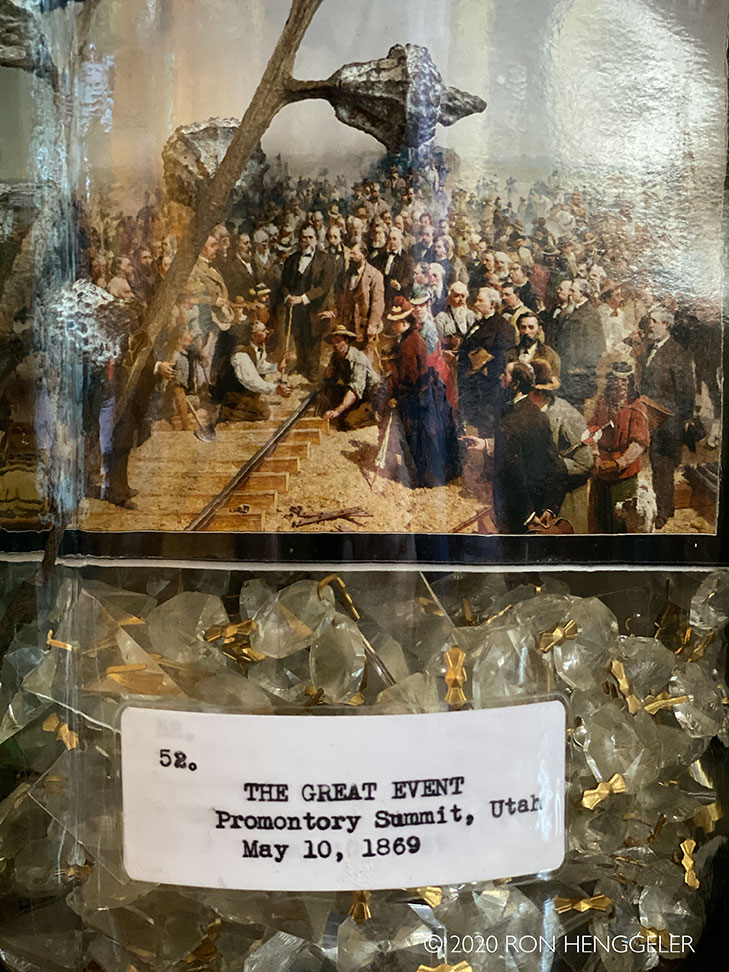 52.
THE GREAT EVENT
Promontory Summit, Utah
May 10, 1869
©2020 RON HENGGELER